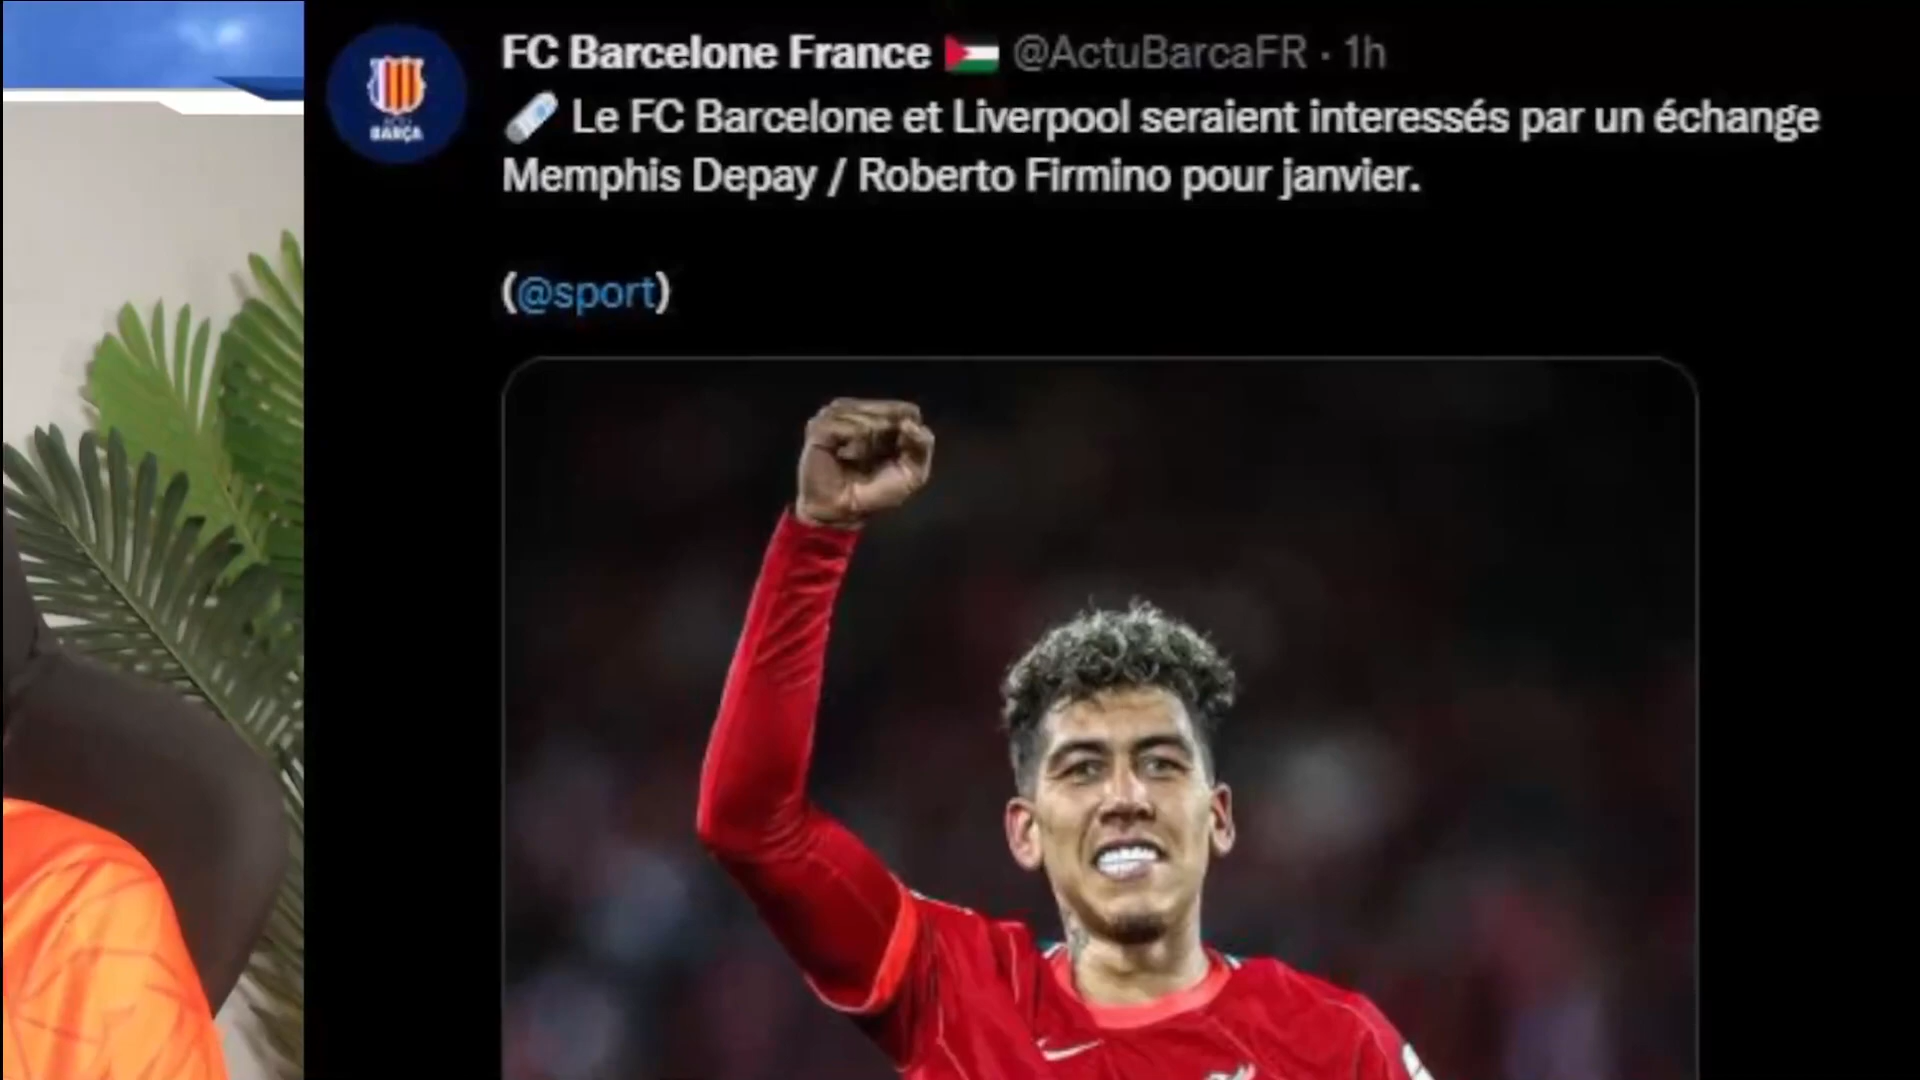 FC Barcelone France 🇵🇸 @ActuBarcaFR · 1h
🗞️ Le FC Barcelone et Liverpool seraient interessés par un échange
Memphis Depay / Roberto Firmino pour janvier.
(@sport)
BARÇA